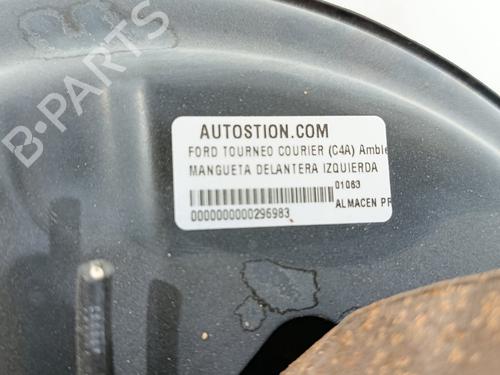 B-PARTS
AUTOSTION.COM
FORD TOURNEO COURIER (C4A) Amble
MANGUETA DELANTERA IZQUIERDA
01083
ALMACEN PR
0000000000296983